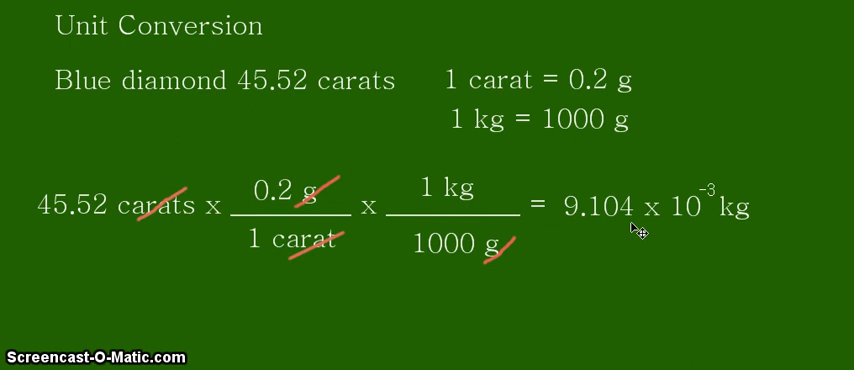 Unit Conversion
Blue diamond 45.52 carats
1 carat = 0.2 g
1 kg = 1000 g
45.52 carats x 0.2 g / 1 carat x 1 kg / 1000 g = 9.104 x 10⁻³ kg
Screencast-O-Matic.com